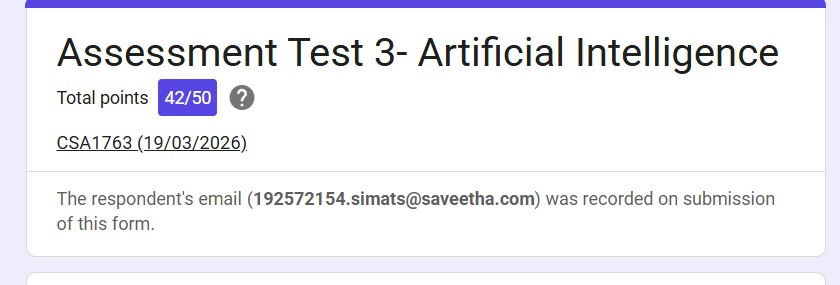 Assessment Test 3- Artificial Intelligence
Total points 42/50 ?
CSA1763 (19/03/2026)
The respondent's email (192572154.simats@saveetha.com) was recorded on submission
of this form.